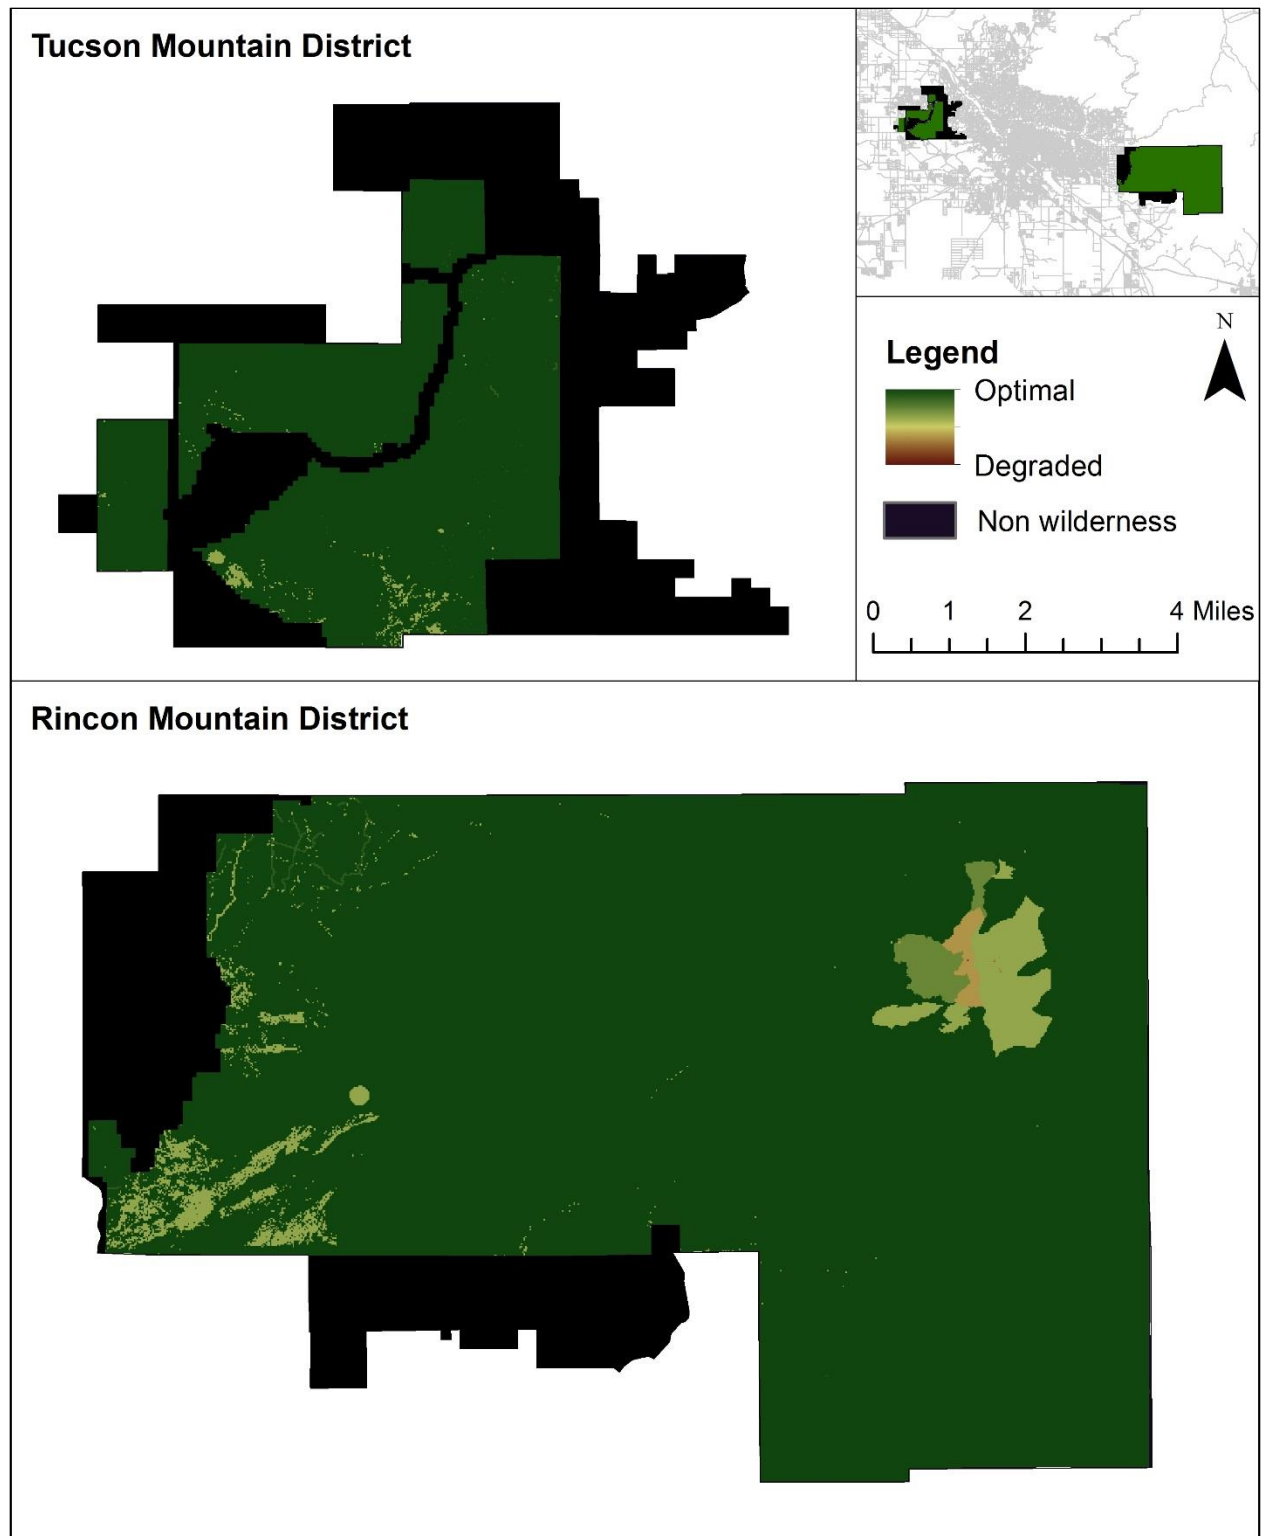 Tucson Mountain District
N
Legend
Optimal
Degraded
Non wilderness
0 1 2 4 Miles
Rincon Mountain District